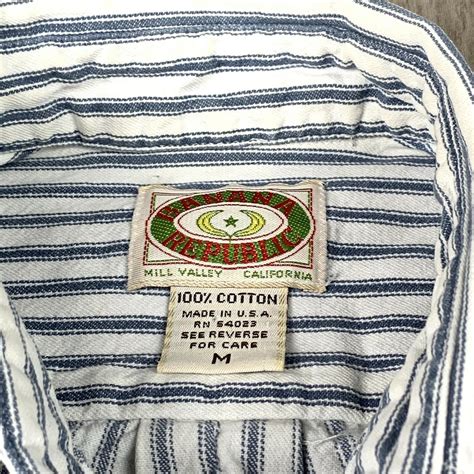 BANANA
REPUBLIC
MILL VALLEY CALIFORNIA
100% COTTON
MADE IN U.S.A.
RN 54023
SEE REVERSE
FOR CARE
M